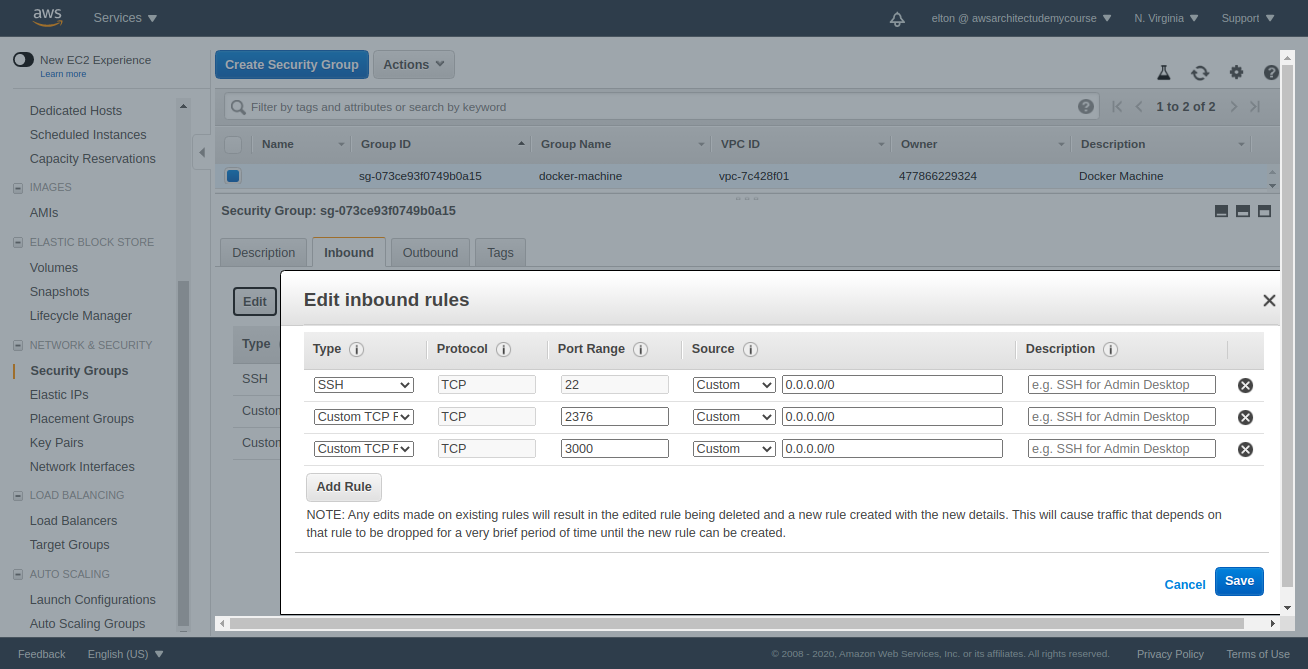 aws
Services
elton @ awsarchitectudemycourse
N. Virginia
Support
New EC2 Experience
Learn more
Dedicated Hosts
Scheduled Instances
Capacity Reservations
IMAGES
AMIs
ELASTIC BLOCK STORE
Volumes
Snapshots
Lifecycle Manager
NETWORK & SECURITY
Security Groups
Elastic IPs
Placement Groups
Key Pairs
Network Interfaces
LOAD BALANCING
Load Balancers
Target Groups
AUTO SCALING
Launch Configurations
Auto Scaling Groups
Create Security Group Actions
Filter by tags and attributes or search by keyword
1 to 2 of 2
Name Group ID Group Name VPC ID Owner Description
sg-073ce93f0749b0a15 docker-machine vpc-7c428f01 477866229324 Docker Machine
Security Group: sg-073ce93f0749b0a15
Description Inbound Outbound Tags
Edit
Type
SSH
Custon
Custon
Edit inbound rules
Type Protocol Port Range Source Description
SSH TCP 22 Custom 0.0.0.0/0 e.g. SSH for Admin Desktop
Custom TCP F TCP 2376 Custom 0.0.0.0/0 e.g. SSH for Admin Desktop
Custom TCP F TCP 3000 Custom 0.0.0.0/0 e.g. SSH for Admin Desktop
Add Rule
NOTE: Any edits made on existing rules will result in the edited rule being deleted and a new rule created with the new details. This will cause traffic that depends on
that rule to be dropped for a very brief period of time until the new rule can be created.
Cancel Save
Feedback English (US)
© 2008 - 2020, Amazon Web Services, Inc. or its affiliates. All rights reserved. Privacy Policy Terms of Use